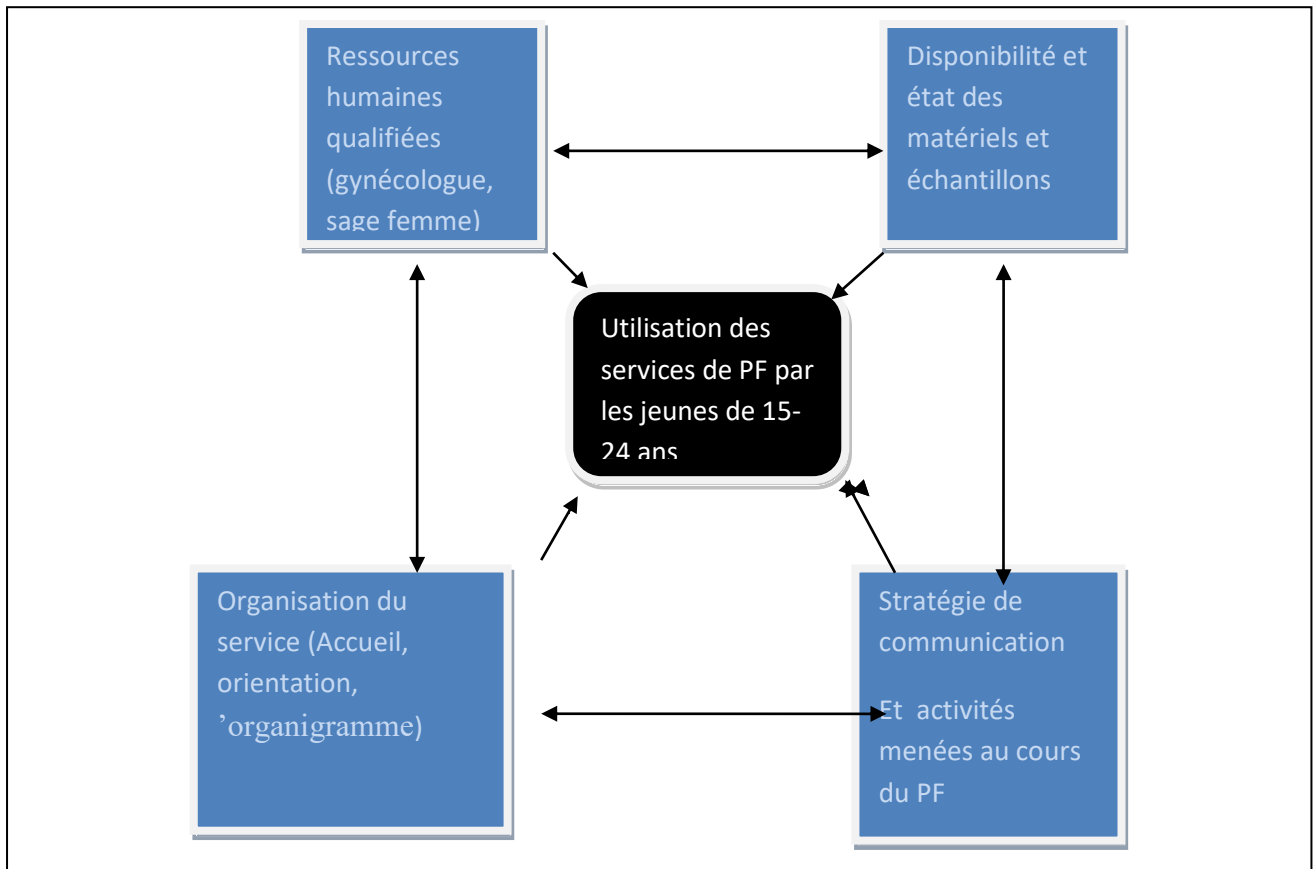 Ressources
humaines
qualifiées
(gynécologue,
sage femme)
Disponibilité et
état des
matériels et
échantillons
Utilisation des
services de PF par
les jeunes de 15-
24 ans
Organisation du
service (Accueil,
orientation,
’organigramme)
Stratégie de
communication
Et activités
menées au cours
du PF